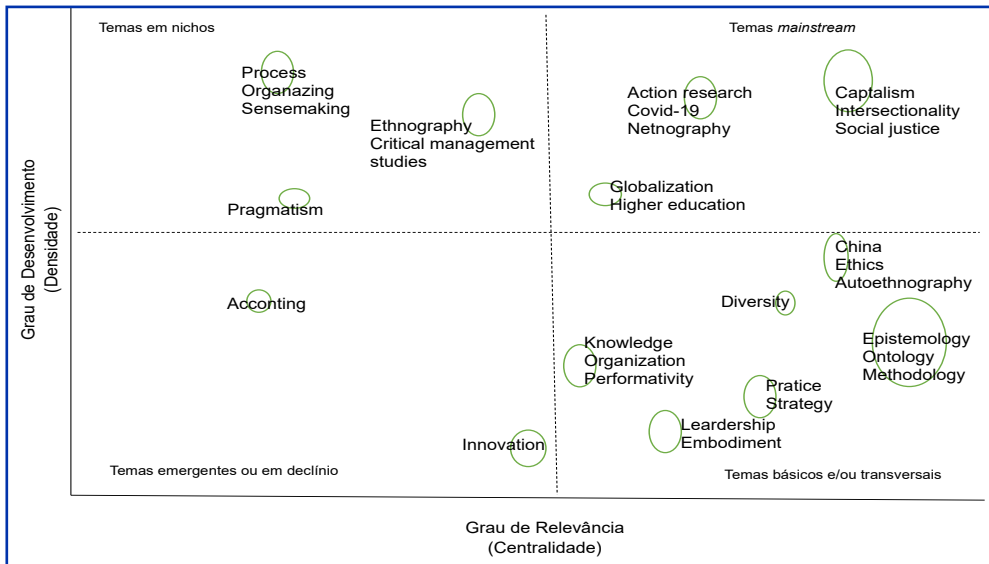 Temas em nichos
Temas mainstream
Process
Organazing
Sensemaking
Ethnography
Critical management
studies
Pragmatism
Action research
Covid-19
Netnography
Captalism
Intersectionality
Social justice
Globalization
Higher education
Grau de Desenvolvimento
(Densidade)
Acconting
Innovation
Temas emergentes ou em declínio
China
Ethics
Autoethnography
Diversity
Epistemology
Ontology
Methodology
Knowledge
Organization
Performativity
Pratice
Strategy
Leardership
Embodiment
Temas básicos e/ou transversais
Grau de Relevância
(Centralidade)